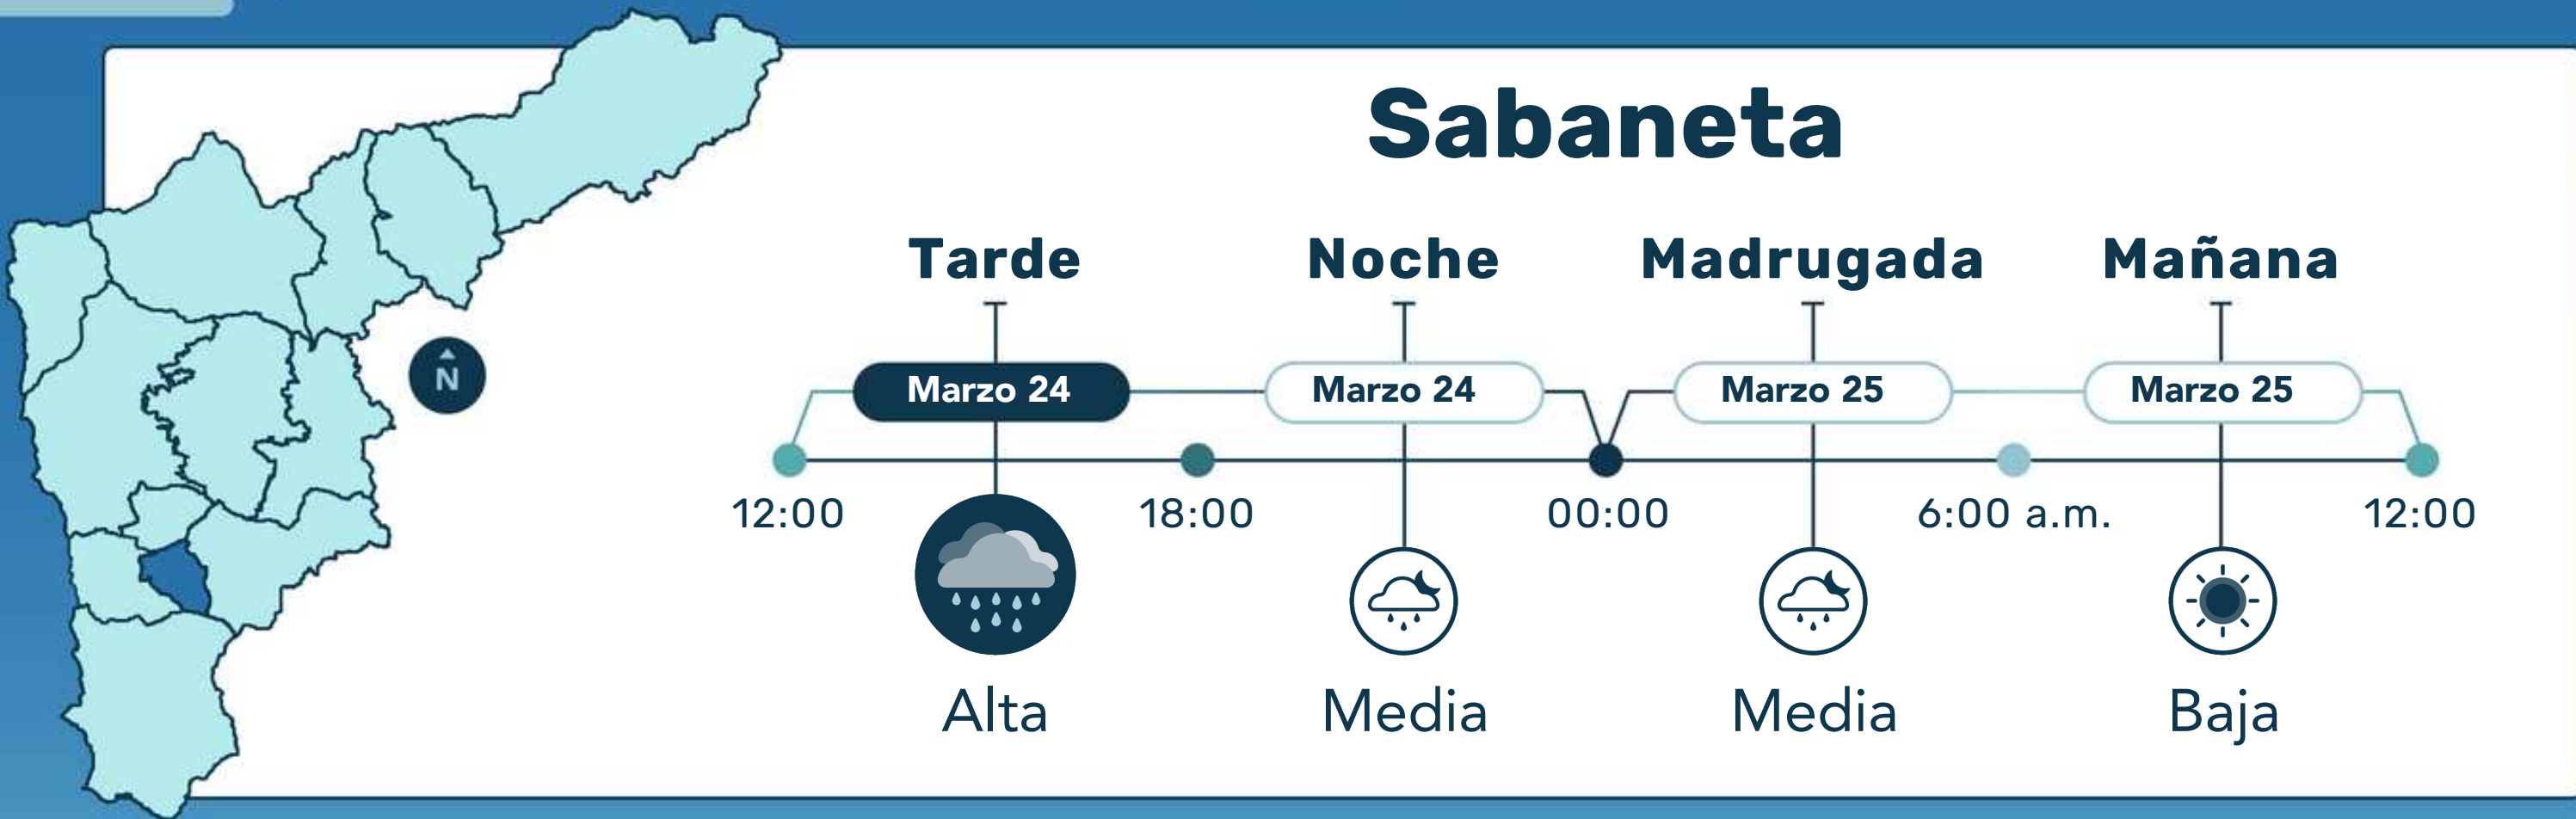 Sabaneta
Tarde Noche Madrugada Mañana
Marzo 24 Marzo 24 Marzo 25 Marzo 25
N
12:00 18:00 00:00 6:00 a.m. 12:00
Alta Media Media Baja